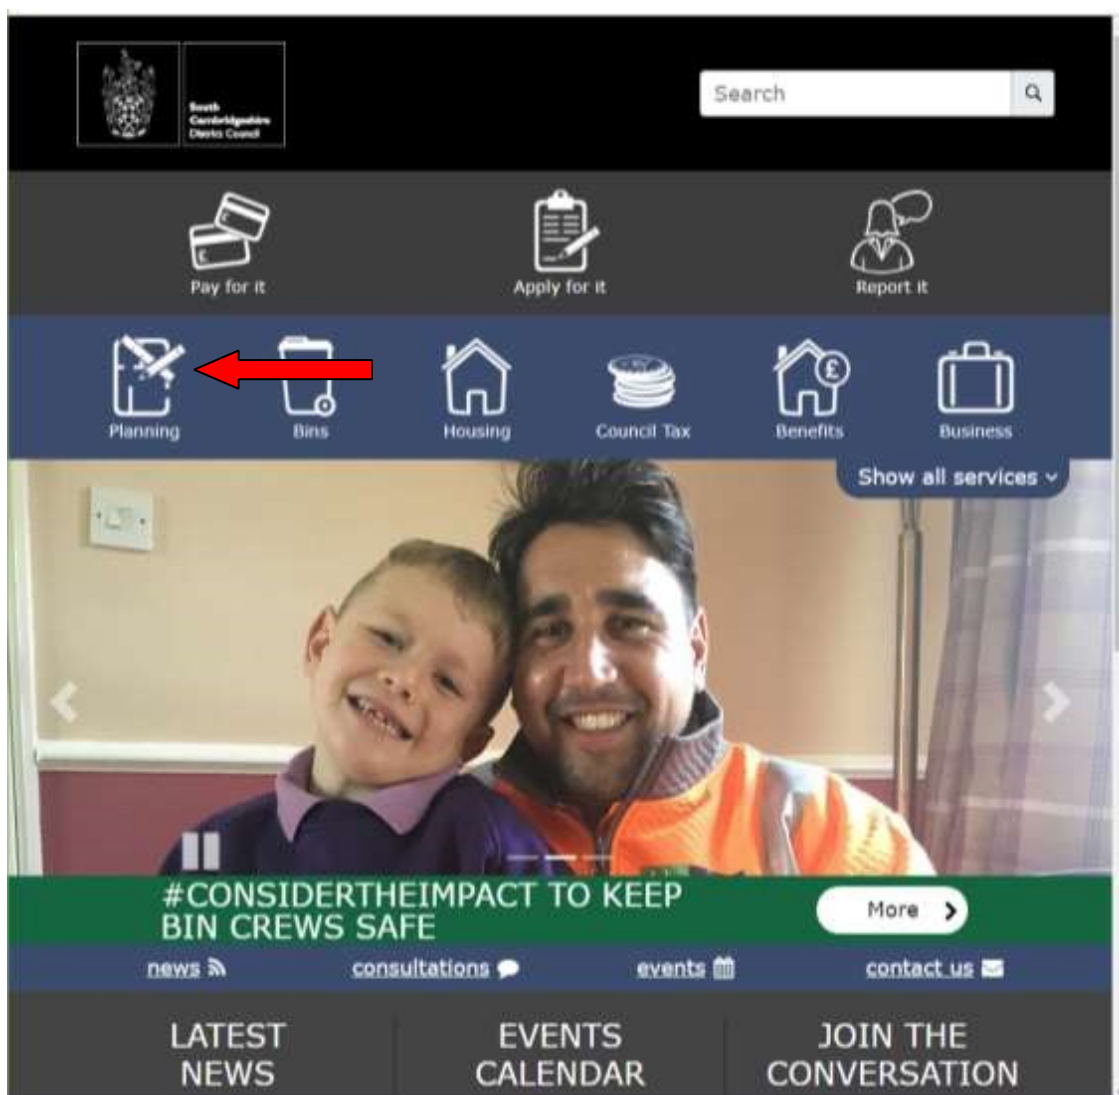 South
Cambridgeshire
District Council
Search
Pay for it
Apply for it
Report it
Planning
Bins
Housing
Council Tax
Benefits
Business
Show all services
#CONSIDERTHEIMPACT TO KEEP
BIN CREWS SAFE
More
news
consultations
events
contact us
LATEST
NEWS
EVENTS
CALENDAR
JOIN THE
CONVERSATION